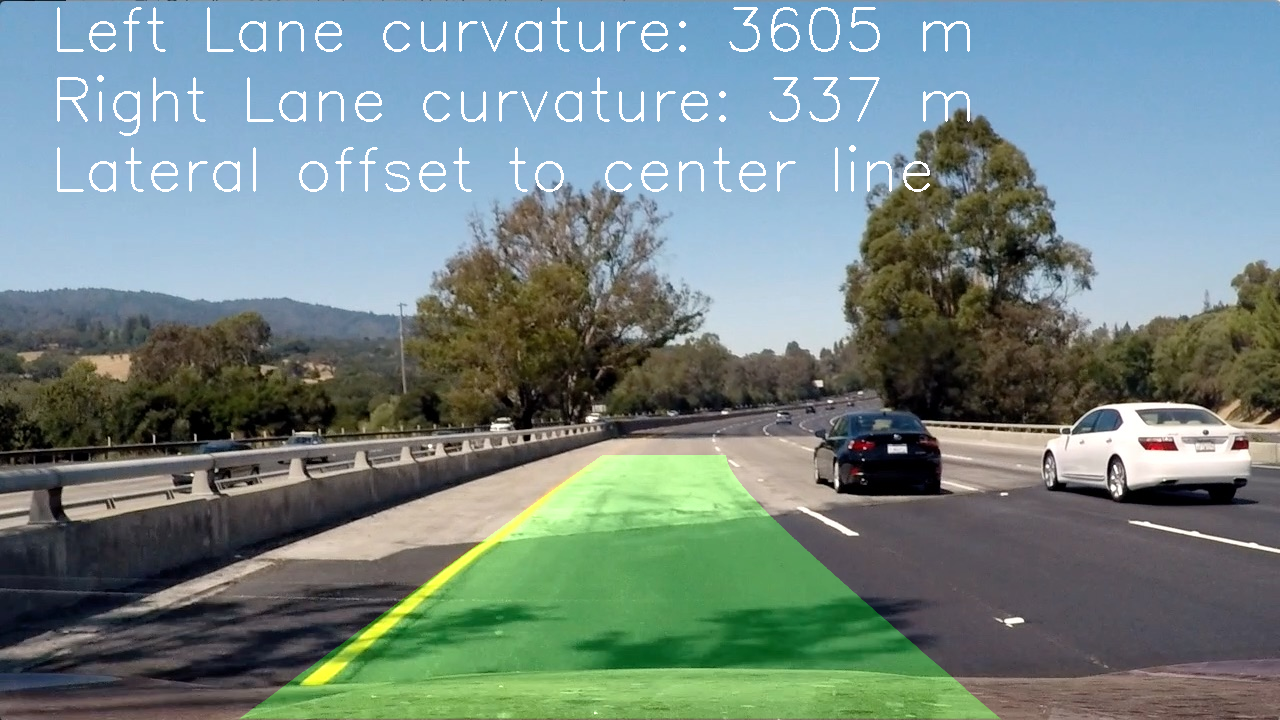 Left Lane curvature: 3605 m
Right Lane curvature: 337 m
Lateral offset to center line